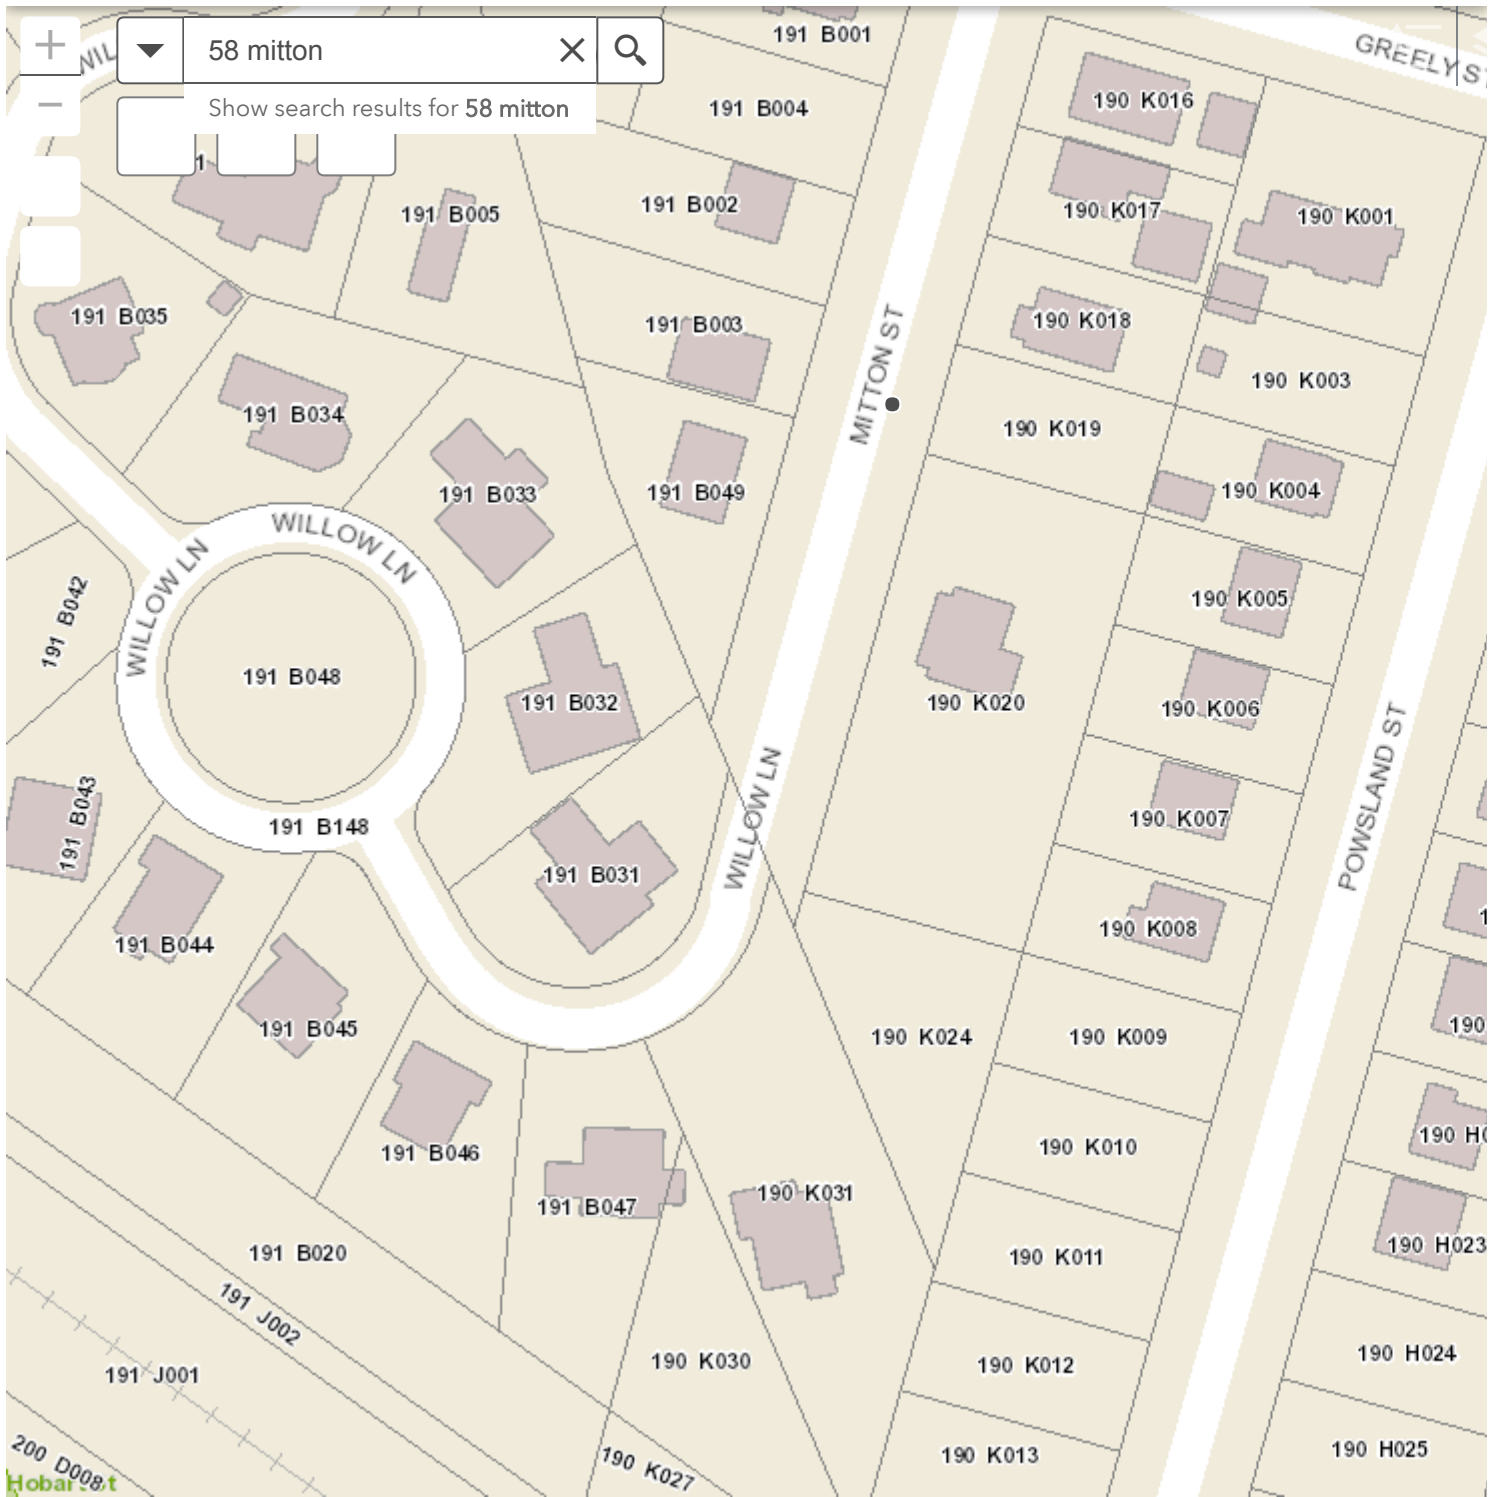 58 mitton
Show search results for 58 mitton
191 B001
GREELY ST
191 B004
190 K016
191 B002
191 B005
190 K017
190 K001
191 B035
191 B003
190 K018
MITTON ST
190 K003
191 B034
190 K019
191 B033
191 B049
190 K004
WILLOW LN
WILLOW LN
191 B042
190 K005
191 B048
191 B032
190 K020
190 K006
POWSLAND ST
191 B043
191 B148
WILLOW LN
190 K007
191 B031
191 B044
190 K008
191 B045
190 K024
190 K009
190
191 B046
190 K010
190 H0
191 B047
190 K031
191 B020
190 K011
190 H023
191 J002
191 J001
190 K030
190 K012
190 H024
200 D008
190 K027
190 K013
190 H025